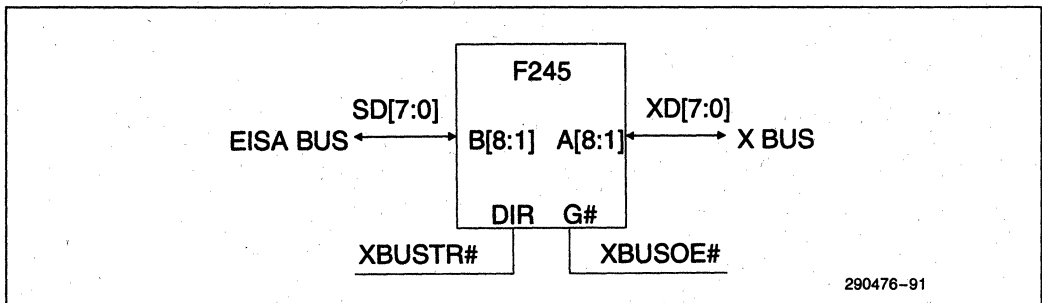 F245
SD[7:0]
XD[7:0]
EISA BUS
B[8:1]
A[8:1]
X BUS
DIR
G#
XBUSTR#
XBUSOE#
290476-91